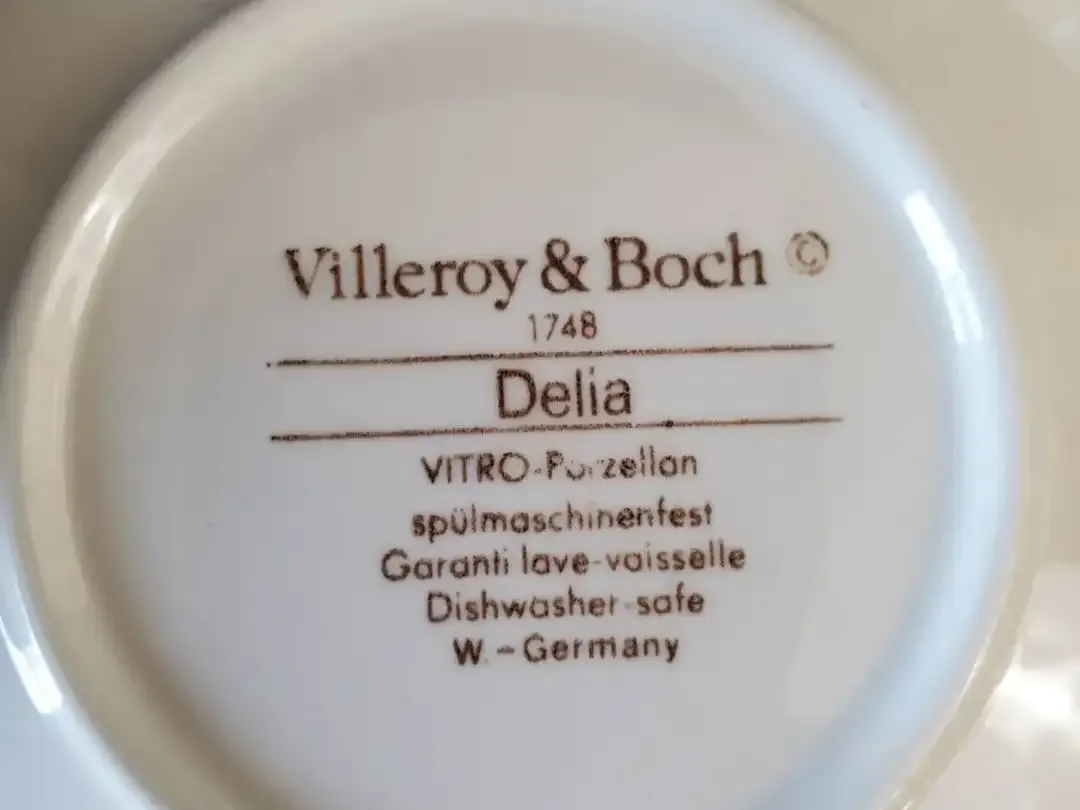 Villeroy & Boch ©
1748
Delia
VITRO-Porzellan
spülmaschinenfest
Garanti lave-vaisselle
Dishwasher-safe
W.-Germany